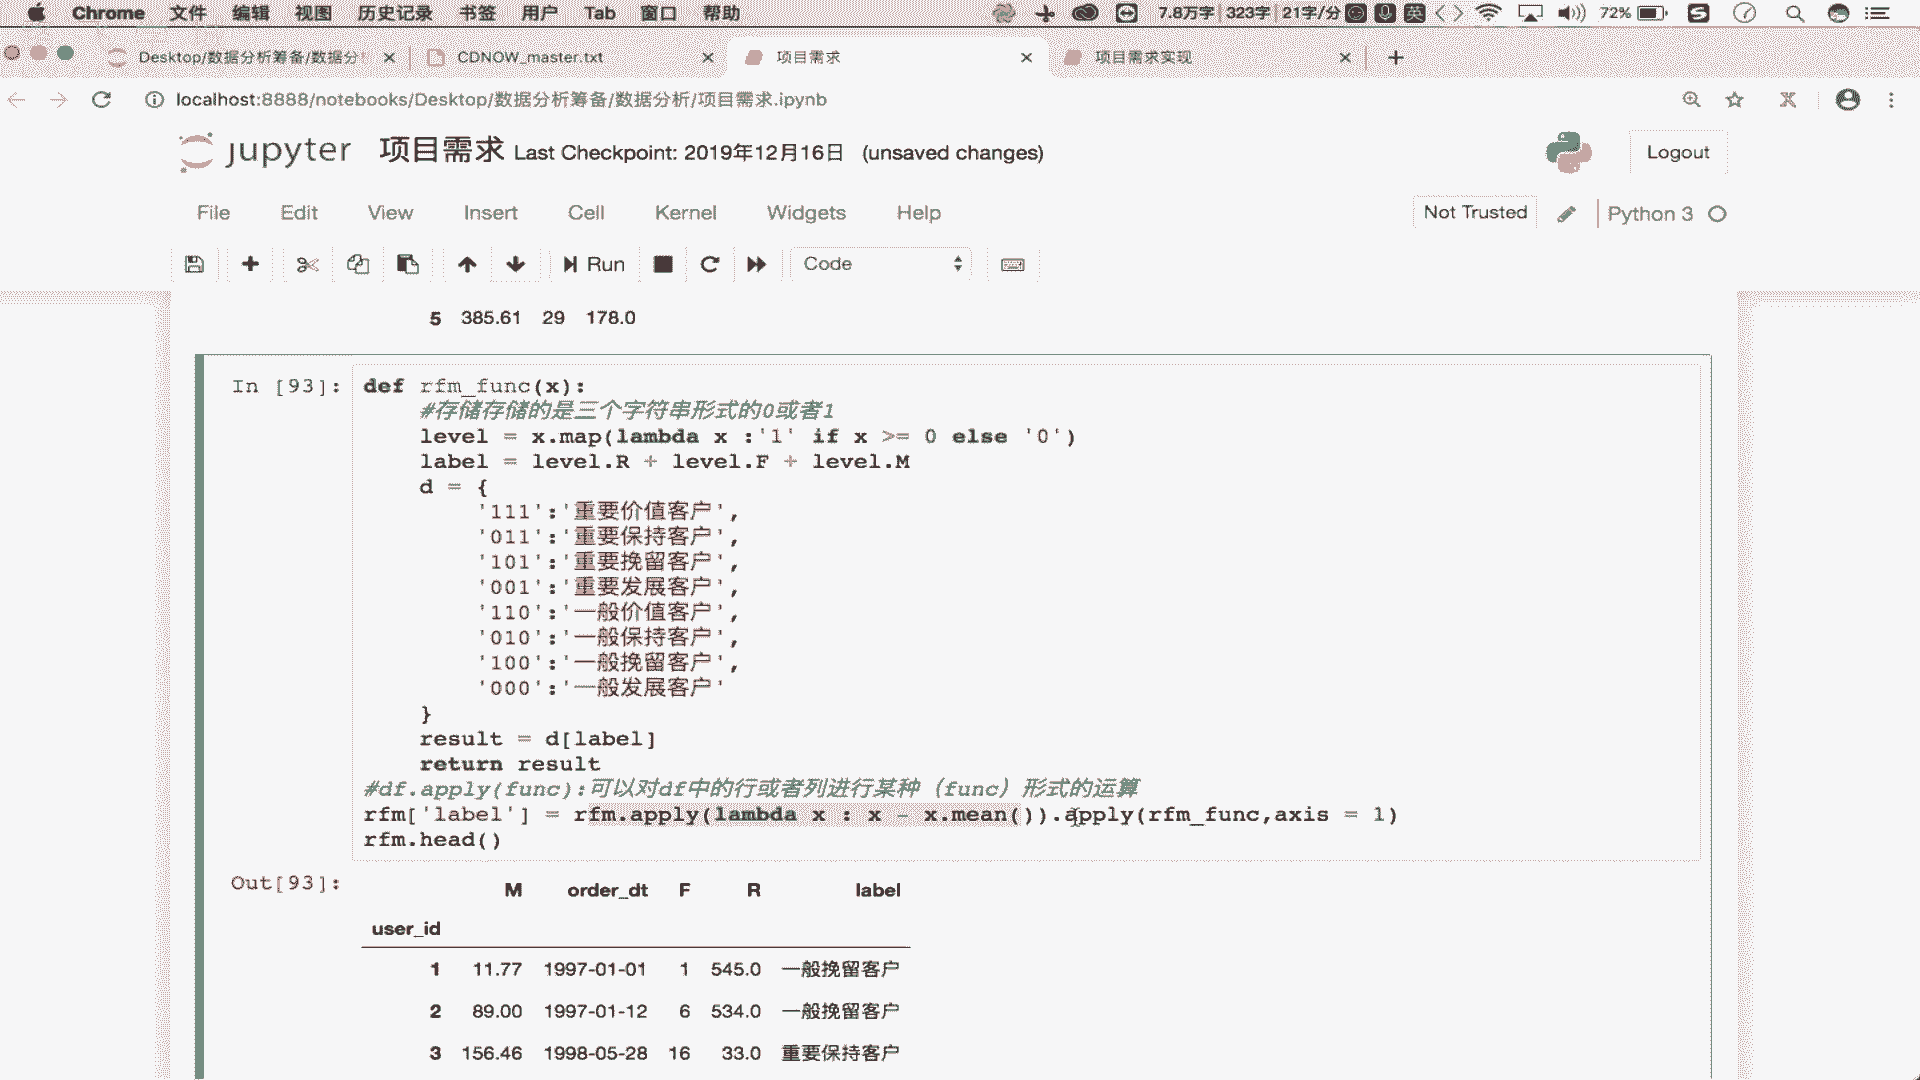 Chrome 文件 编辑 视图 历史记录 书签 用户 Tab 窗口 帮助 7.8万字 323字 21字/分 英 72%
Desktop/数据分析筹备/数据分 CDNOW_master.txt 项目需求 项目需求实现
localhost:8888/notebooks/Desktop/数据分析筹备/数据分析/项目需求.ipynb
jupyter 项目需求 Last Checkpoint: 2019年12月16日 (unsaved changes) Logout
File Edit View Insert Cell Kernel Widgets Help Not Trusted Python 3
Run Code
5 385.61 29 178.0
In [93]: def rfm_func(x):
#存储存储的是三个字符串形式的0或者1
level = x.map(lambda x :'1' if x >= 0 else '0')
label = level.R + level.F + level.M
d = {
'111':'重要价值客户',
'011':'重要保持客户',
'101':'重要挽留客户',
'001':'重要发展客户',
'110':'一般价值客户',
'010':'一般保持客户',
'100':'一般挽留客户',
'000':'一般发展客户'
}
result = d[label]
return result
#df.apply(func):可以对df中的行或者列进行某种（func）形式的运算
rfm['label'] = rfm.apply(lambda x : x - x.mean()).apply(rfm_func,axis = 1)
rfm.head()
Out[93]:
M order_dt F R label
user_id
1 11.77 1997-01-01 1 545.0 一般挽留客户
2 89.00 1997-01-12 6 534.0 一般挽留客户
3 156.46 1998-05-28 16 33.0 重要保持客户